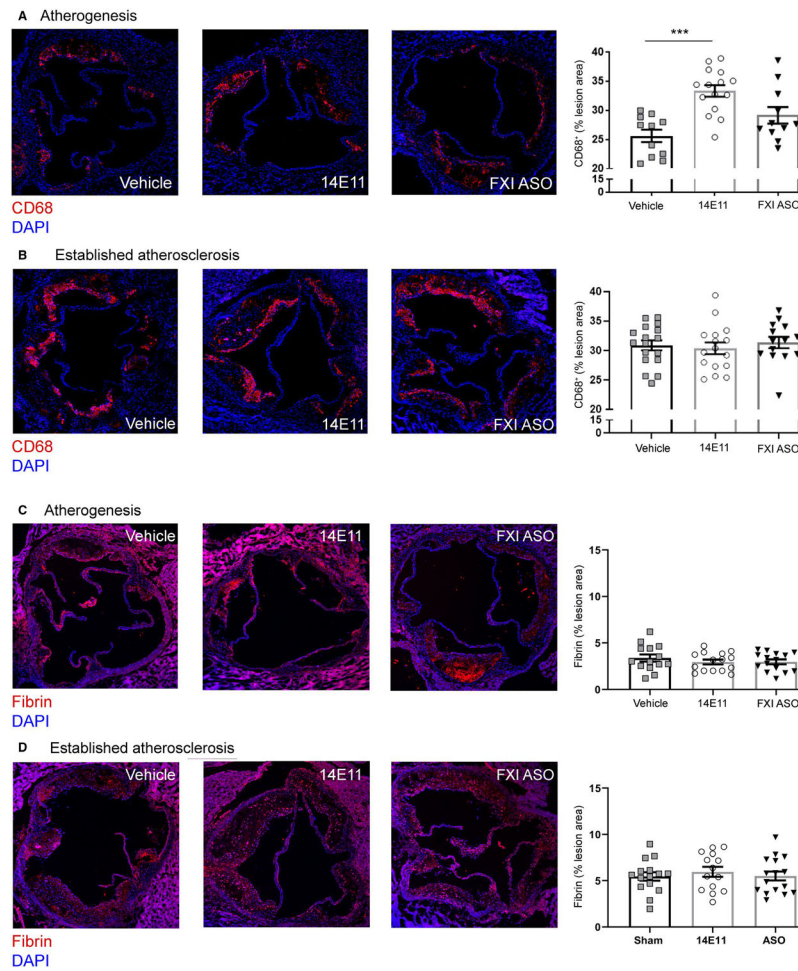 A Atherogenesis
Vehicle
14E11
FXI ASO
CD68
DAPI
CD68⁺ (% lesion area)
40
35
30
25
20
15
0
***
Vehicle 14E11 FXI ASO
B Established atherosclerosis
Vehicle
14E11
FXI ASO
CD68
DAPI
CD68⁺ (% lesion area)
40
35
30
25
20
15
0
Vehicle 14E11 FXI ASO
C Atherogenesis
Vehicle
14E11
FXI ASO
Fibrin
DAPI
Fibrin (% lesion area)
15
10
5
0
Vehicle 14E11 FXI ASO
D Established atherosclerosis
Vehicle
14E11
FXI ASO
Fibrin
DAPI
Fibrin (% lesion area)
15
10
5
0
Sham 14E11 ASO